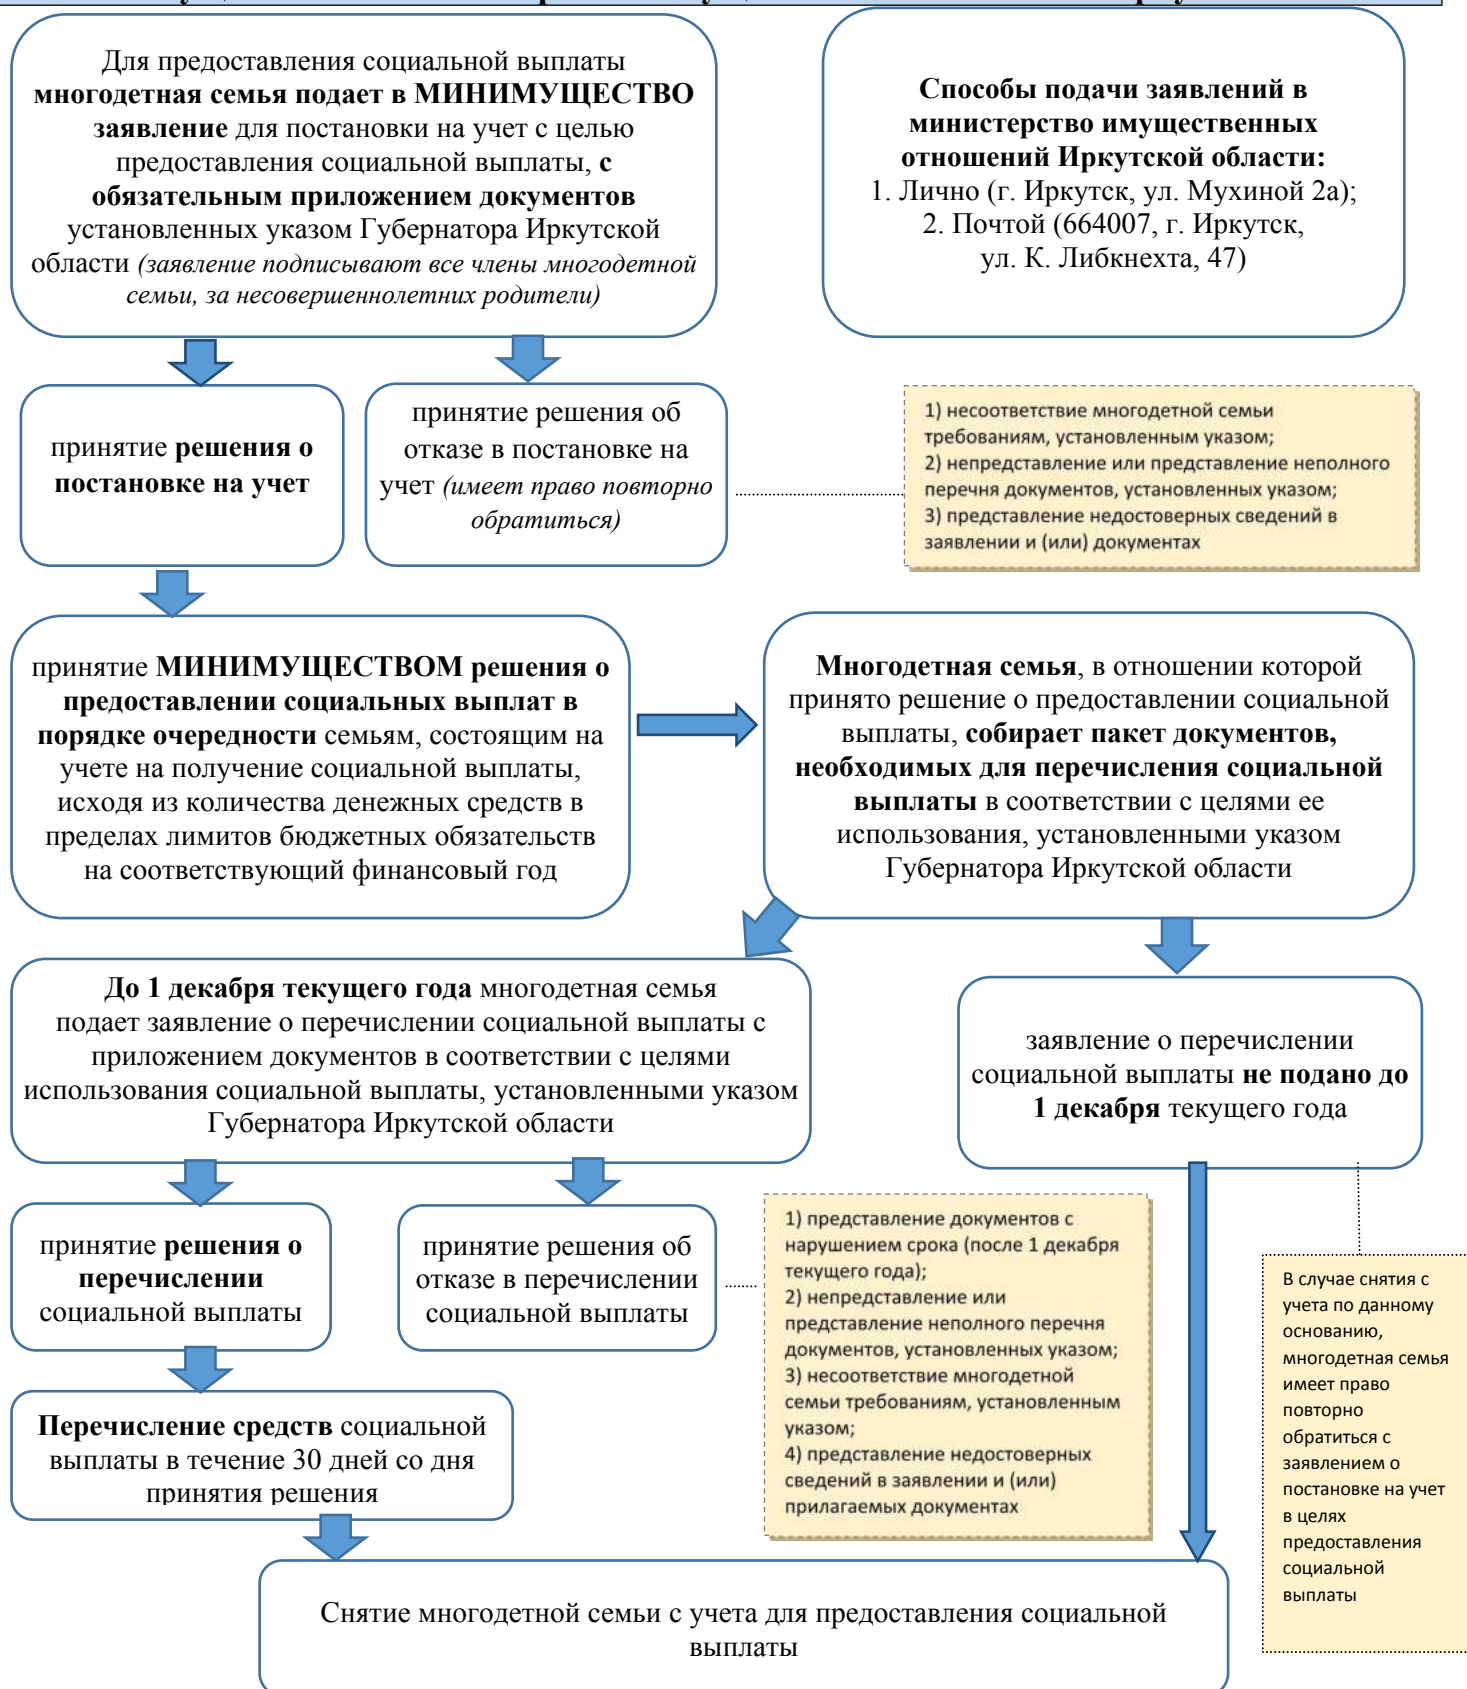 Для предоставления социальной выплаты
многодетная семья подает в МИНИМУЩЕСТВО
заявление для постановки на учет с целью
предоставления социальной выплаты, с
обязательным приложением документов
установленных указом Губернатора Иркутской
области (заявление подписывают все члены многодетной
семьи, за несовершеннолетних родители)
Способы подачи заявлений в
министерство имущественных
отношений Иркутской области:
1. Лично (г. Иркутск, ул. Мухиной 2а);
2. Почтой (664007, г. Иркутск,
ул. К. Либкнехта, 47)
принятие решения о
постановке на учет
принятие решения об
отказе в постановке на
учет (имеет право повторно
обратиться)
1) несоответствие многодетной семьи
требованиям, установленным указом;
2) непредставление или представление неполного
перечня документов, установленных указом;
3) представление недостоверных сведений в
заявлении и (или) документах
принятие МИНИМУЩЕСТВОМ решения о
предоставлении социальных выплат в
порядке очередности семьям, состоящим на
учете на получение социальной выплаты,
исходя из количества денежных средств в
пределах лимитов бюджетных обязательств
на соответствующий финансовый год
Многодетная семья, в отношении которой
принято решение о предоставлении социальной
выплаты, собирает пакет документов,
необходимых для перечисления социальной
выплаты в соответствии с целями ее
использования, установленными указом
Губернатора Иркутской области
До 1 декабря текущего года многодетная семья
подает заявление о перечислении социальной выплаты с
приложением документов в соответствии с целями
использования социальной выплаты, установленными указом
Губернатора Иркутской области
заявление о перечислении
социальной выплаты не подано до
1 декабря текущего года
принятие решения о
перечислении
социальной выплаты
принятие решения об
отказе в перечислении
социальной выплаты
1) представление документов с
нарушением срока (после 1 декабря
текущего года);
2) непредставление или
представление неполного перечня
документов, установленных указом;
3) несоответствие многодетной
семьи требованиям, установленным
указом;
4) представление недостоверных
сведений в заявлении и (или)
прилагаемых документах
В случае снятия с
учета по данному
основанию,
многодетная семья
имеет право
повторно
обратиться с
заявлением о
постановке на учет
в целях
предоставления
социальной
выплаты
Перечисление средств социальной
выплаты в течение 30 дней со дня
принятия решения
Снятие многодетной семьи с учета для предоставления социальной
выплаты